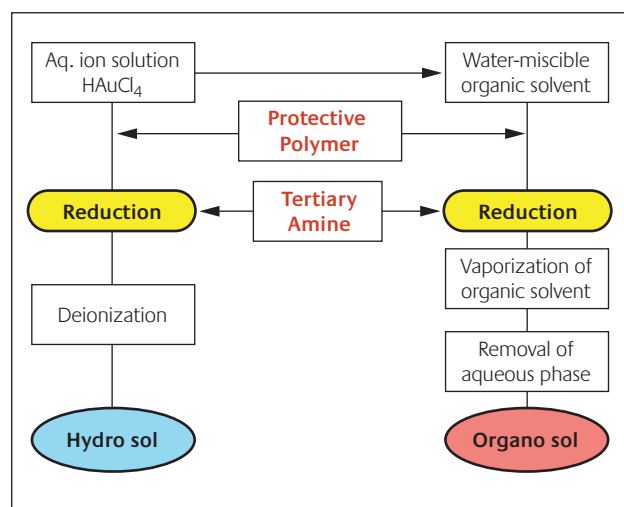 Aq. ion solution
HAuCl₄
Water-miscible
organic solvent
Protective
Polymer
Reduction
Tertiary
Amine
Reduction
Deionization
Vaporization of
organic solvent
Removal of
aqueous phase
Hydro sol
Organo sol